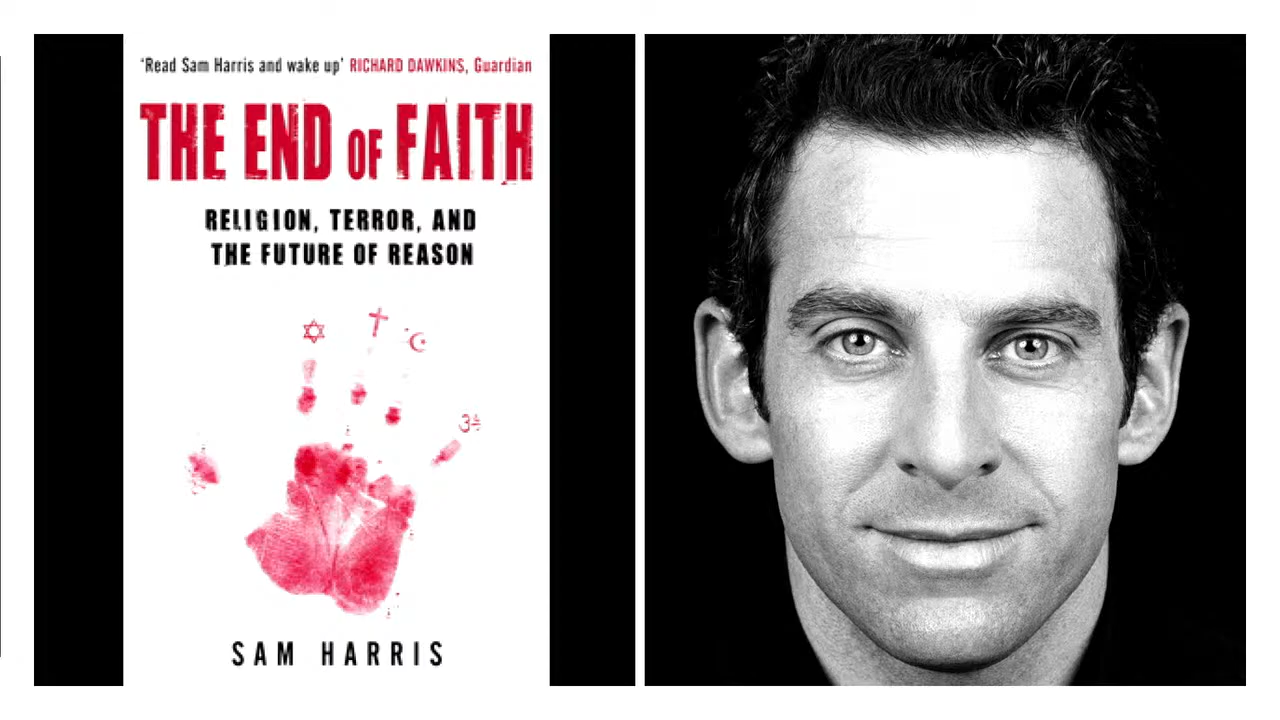 ‘Read Sam Harris and wake up’ RICHARD DAWKINS, Guardian
THE END OF FAITH
RELIGION, TERROR, AND
THE FUTURE OF REASON
SAM HARRIS